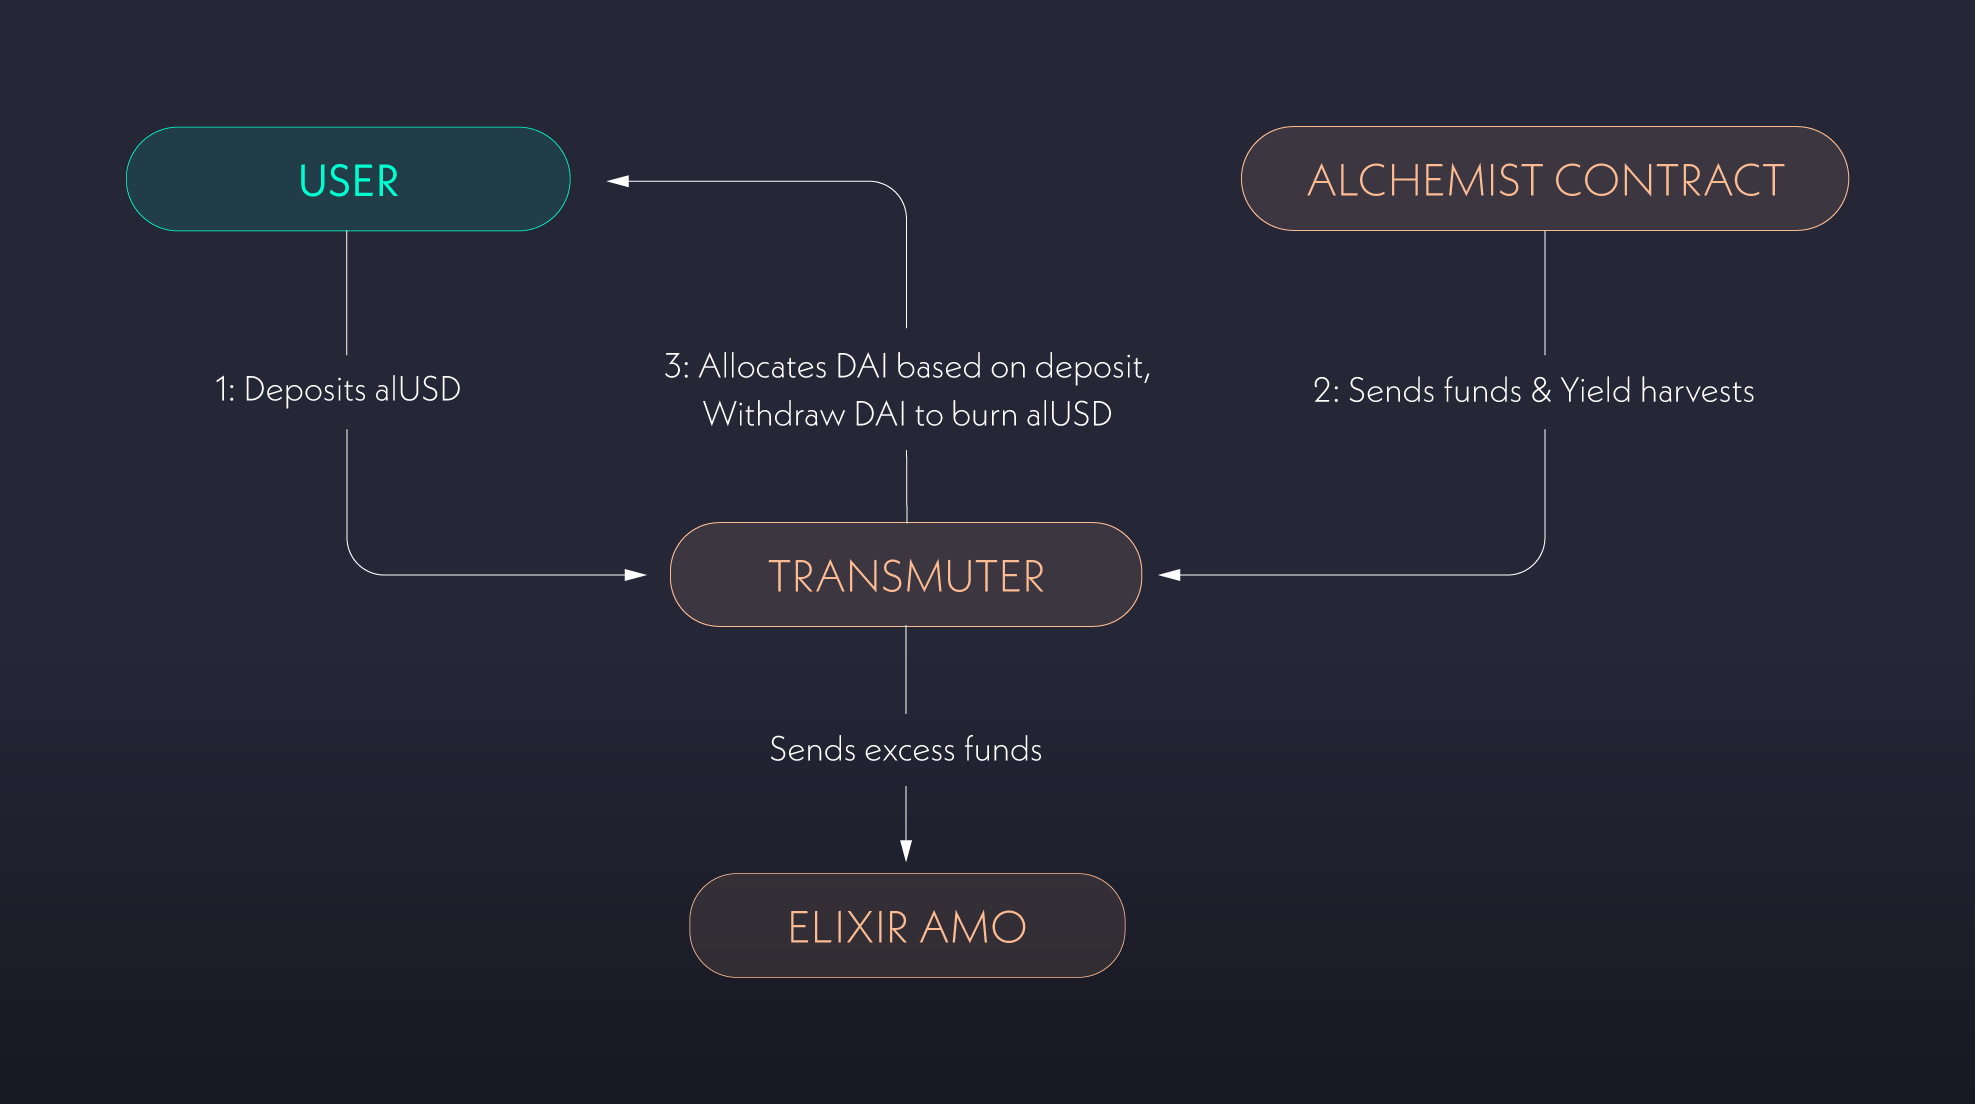 USER
ALCHEMIST CONTRACT
1: Deposits alUSD
3: Allocates DAI based on deposit,
Withdraw DAI to burn alUSD
2: Sends funds & Yield harvests
TRANSMUTER
Sends excess funds
ELIXIR AMO